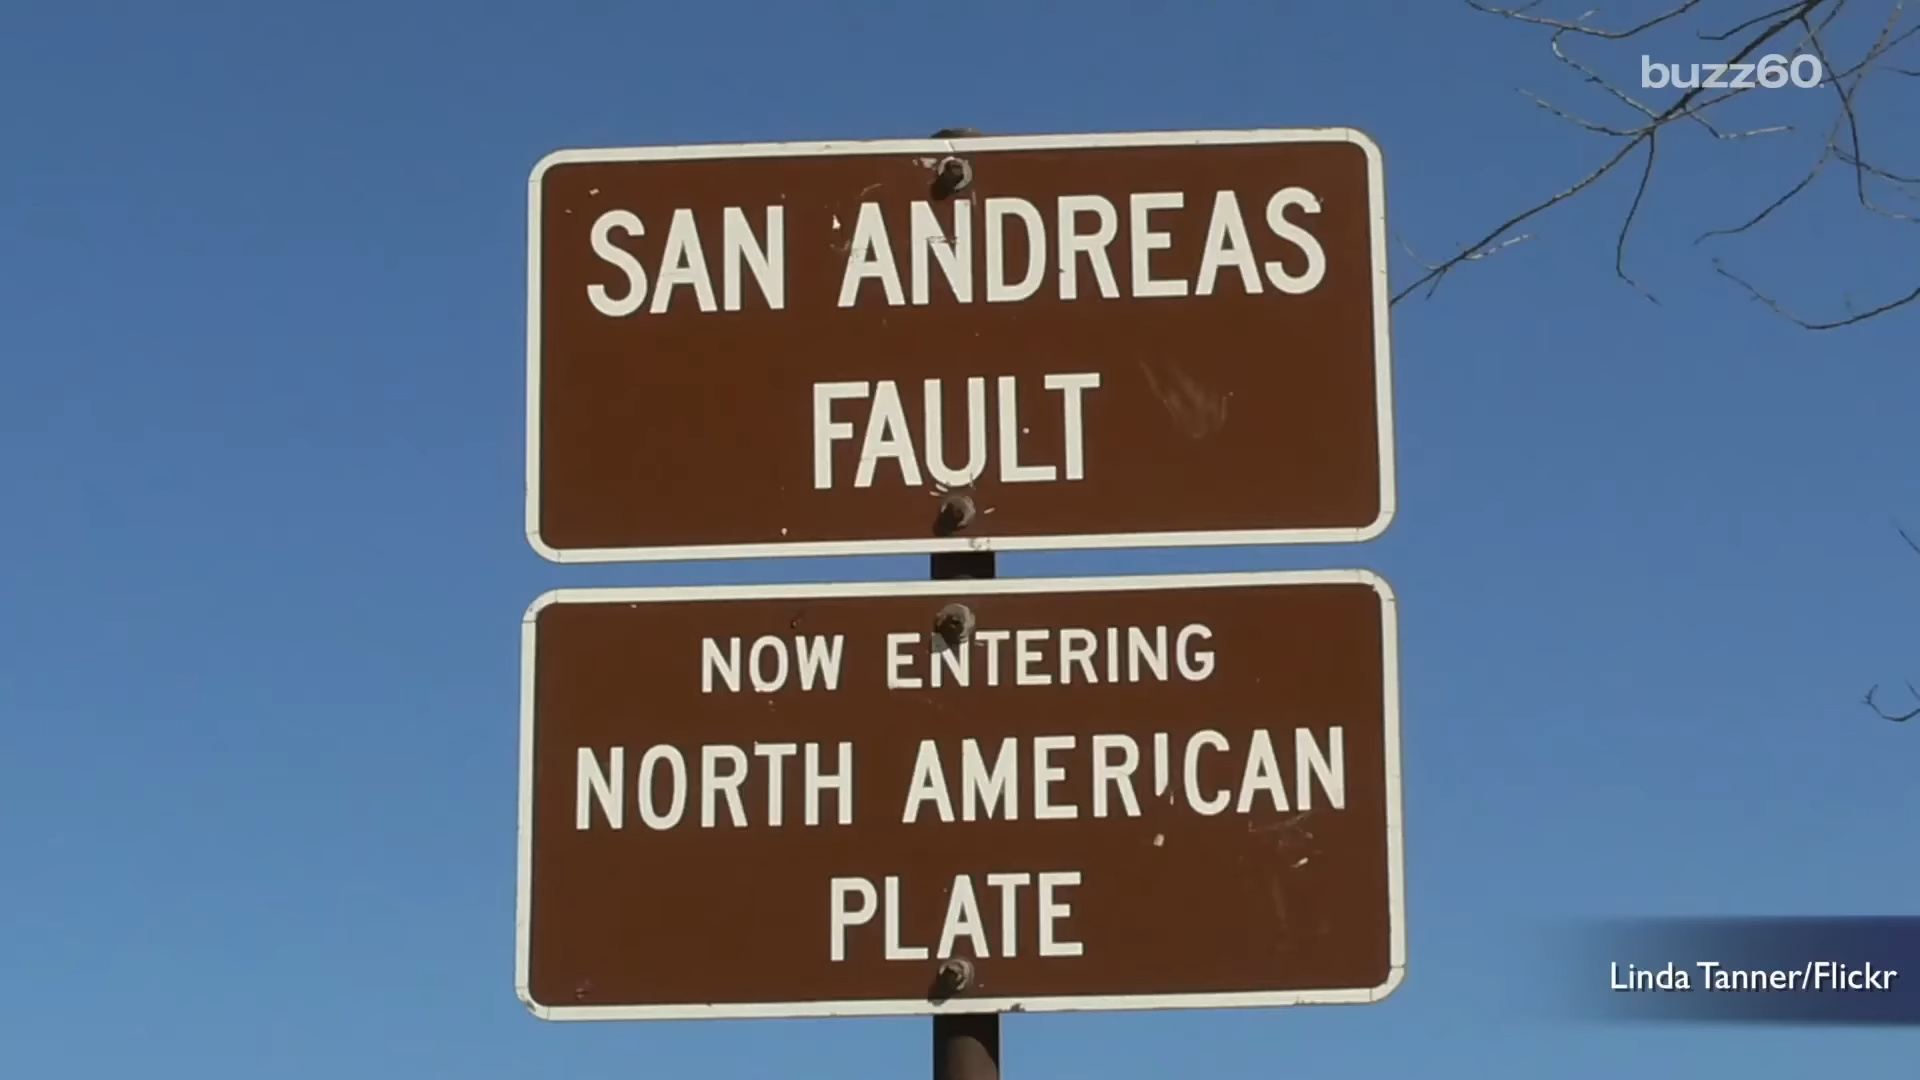 buzz60
SAN ANDREAS
FAULT
NOW ENTERING
NORTH AMERICAN
PLATE
Linda Tanner/Flickr